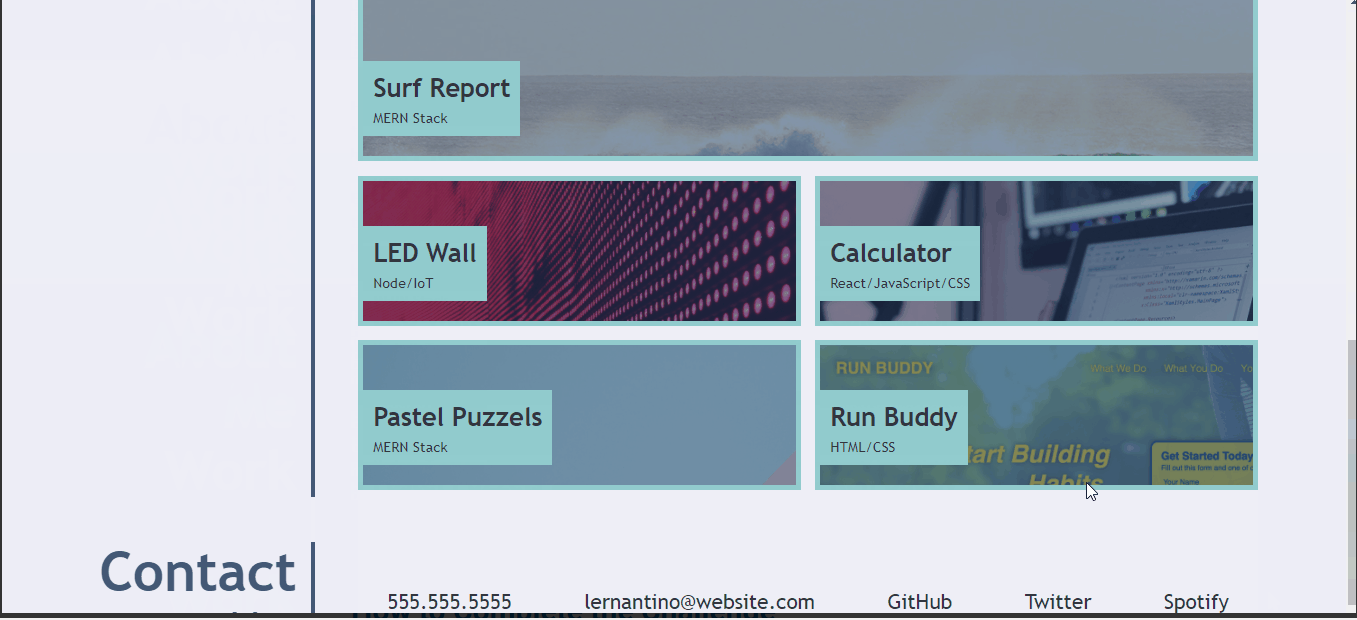 Surf Report
MERN Stack
LED Wall
Node/IoT
Calculator
React/JavaScript/CSS
Pastel Puzzels
MERN Stack
RUN BUDDY
What We Do
What You Do
Yo
Run Buddy
HTML/CSS
tart Building
Habits
Get Started Today
Fill out this form and one of
Your Name
Contact
555.555.5555
lernantino@website.com
GitHub
Twitter
Spotify